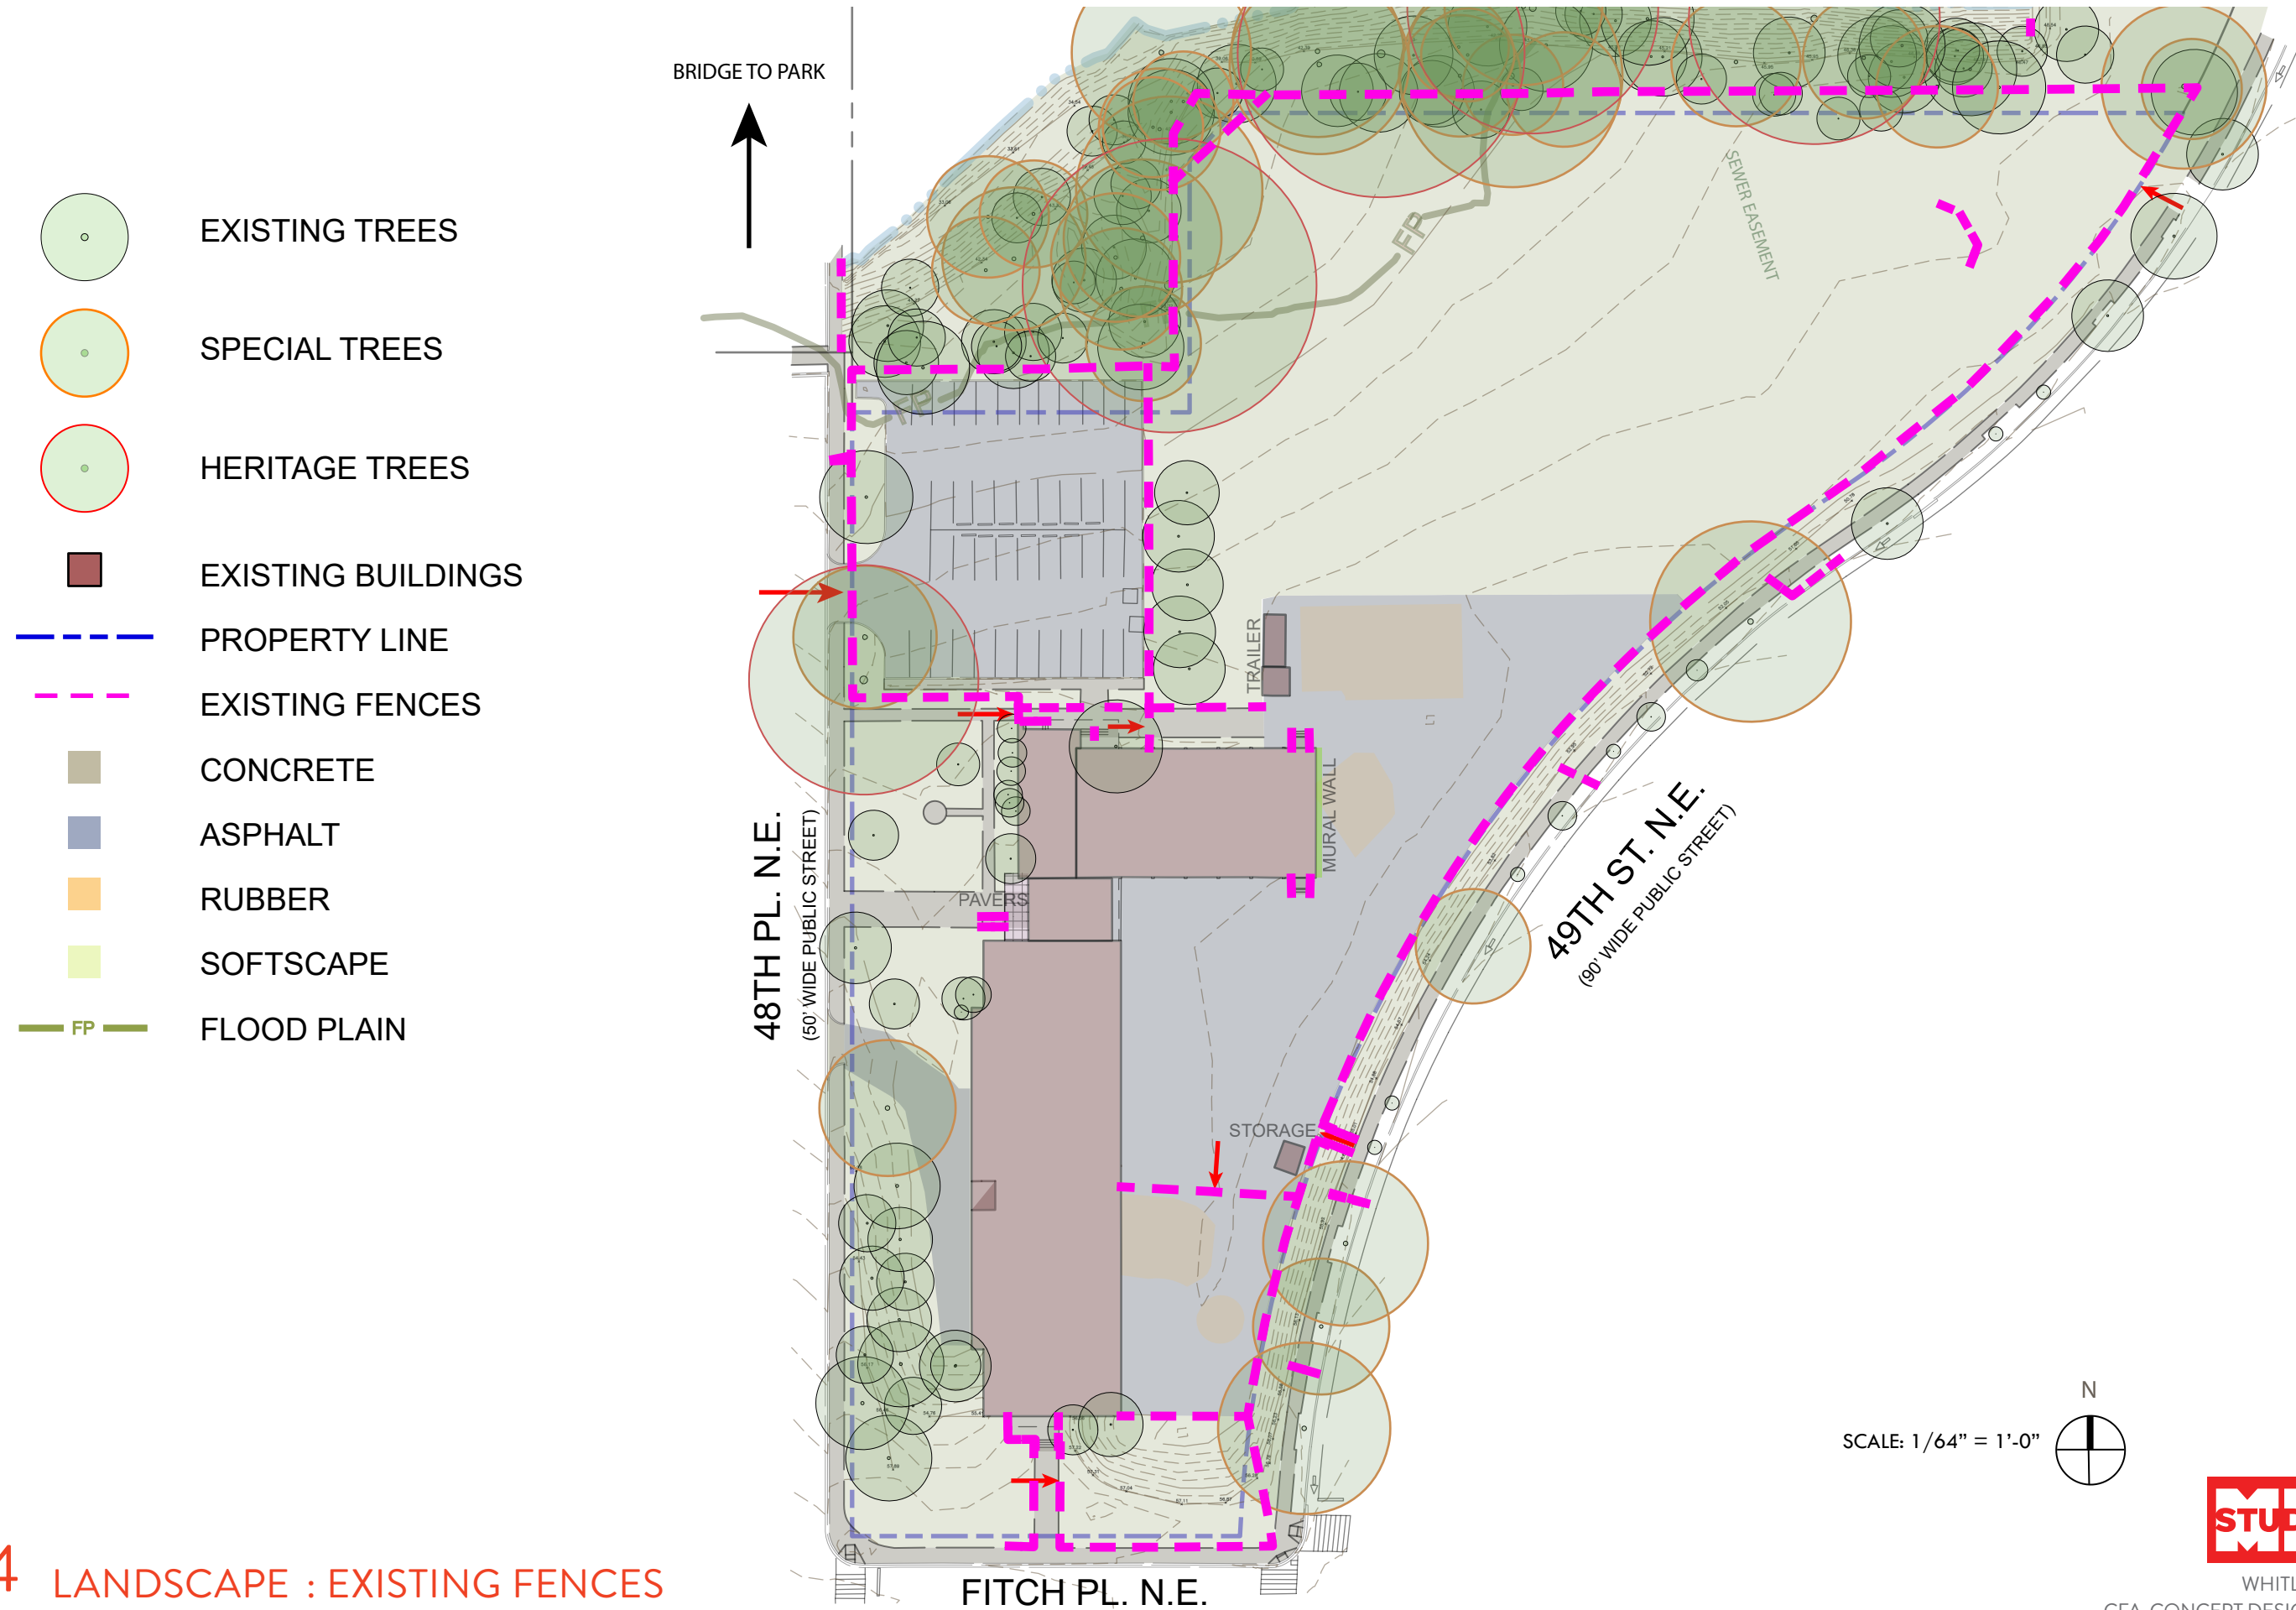 BRIDGE TO PARK
EXISTING TREES
SPECIAL TREES
HERITAGE TREES
EXISTING BUILDINGS
PROPERTY LINE
EXISTING FENCES
CONCRETE
ASPHALT
RUBBER
SOFTSCAPE
FP
FLOOD PLAIN
SEWER EASEMENT
FP
FP
TRAILER
MURAL WALL
PAVERS
STORAGE
48TH PL. N.E.
(50' WIDE PUBLIC STREET)
49TH ST. N.E.
(90' WIDE PUBLIC STREET)
FITCH PL. N.E.
N
SCALE: 1/64” = 1’-0”
4 LANDSCAPE : EXISTING FENCES